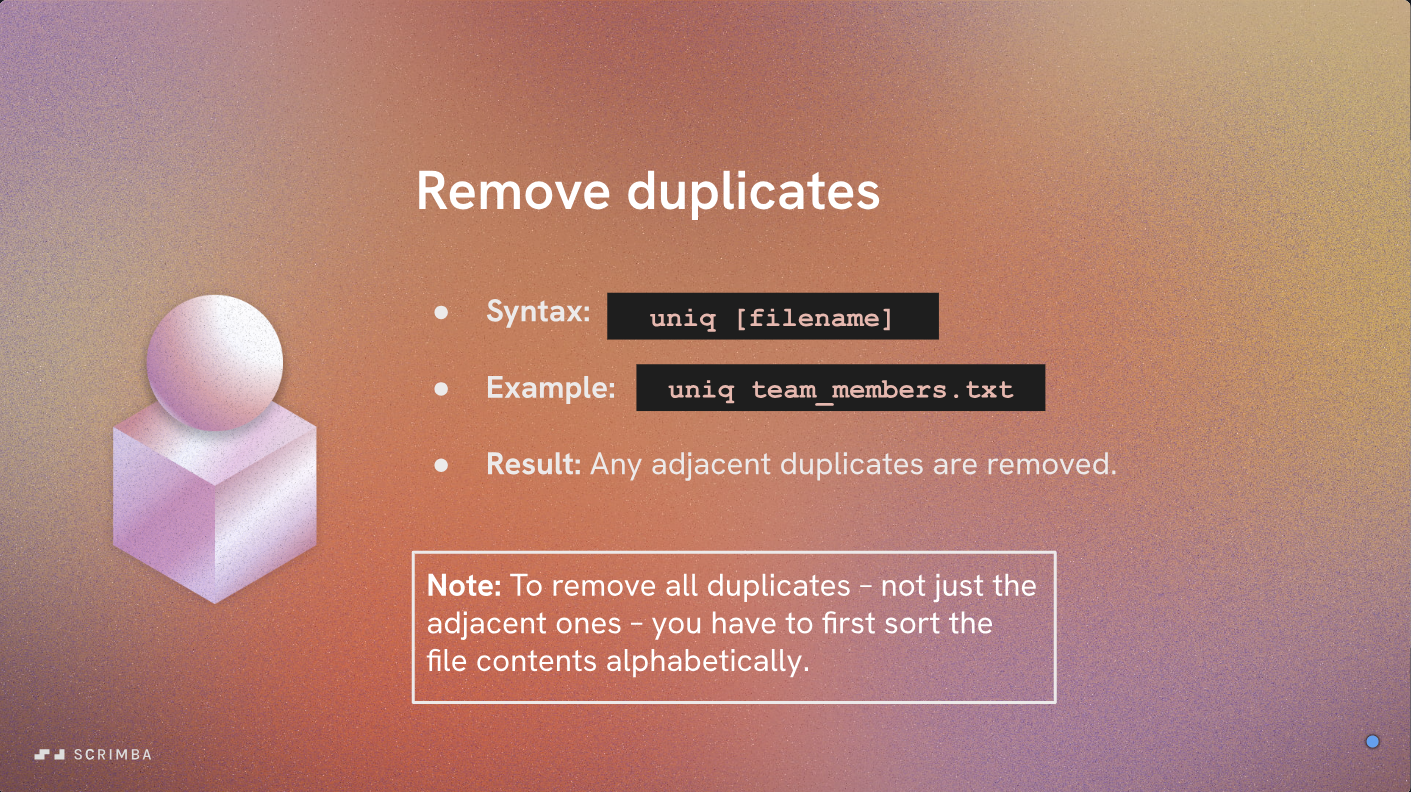 Remove duplicates
● Syntax: uniq [filename]
● Example: uniq team_members.txt
● Result: Any adjacent duplicates are removed.
Note: To remove all duplicates – not just the
adjacent ones – you have to first sort the
file contents alphabetically.
SCRIMBA